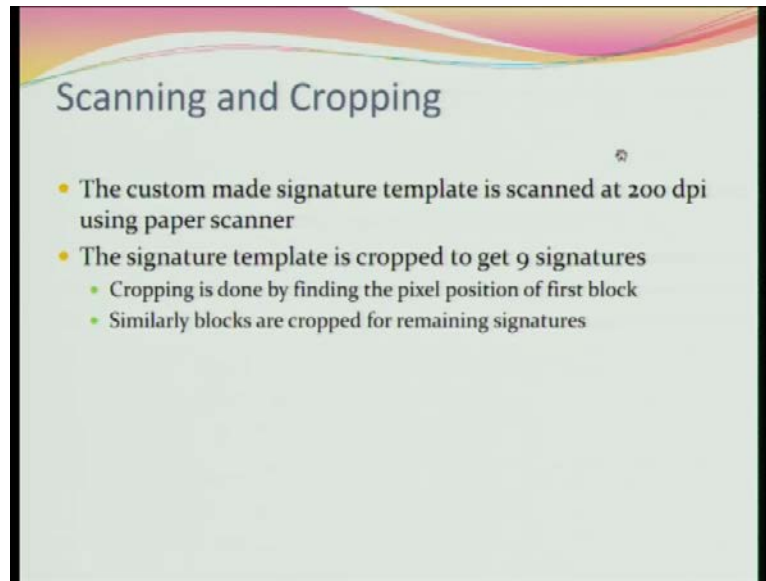 Scanning and Cropping
• The custom made signature template is scanned at 200 dpi
using paper scanner
• The signature template is cropped to get 9 signatures
• Cropping is done by finding the pixel position of first block
• Similarly blocks are cropped for remaining signatures